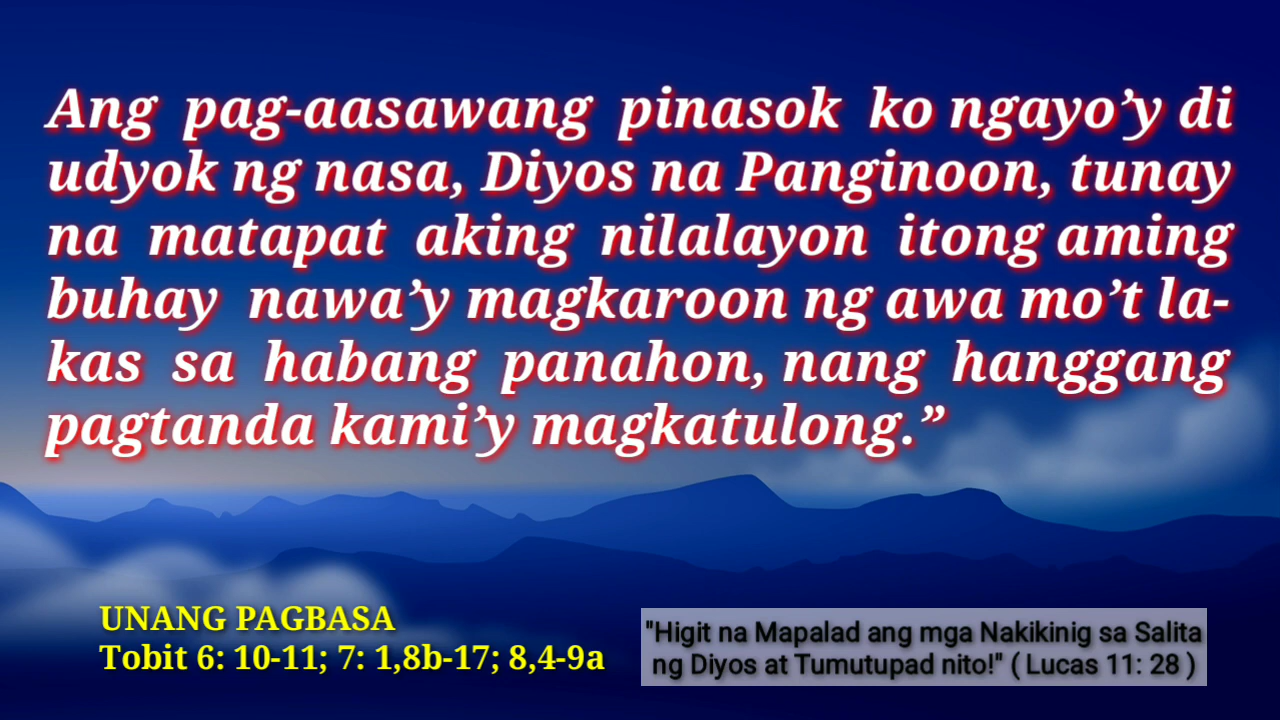 Ang pag-aasawang pinasok ko ngayo’y di
udyok ng nasa, Diyos na Panginoon, tunay
na matapat aking nilalayon itong aming
buhay nawa’y magkaroon ng awa mo’t la-
kas sa habang panahon, nang hanggang
pagtanda kami’y magkatulong.”
UNANG PAGBASA
Tobit 6: 10-11; 7: 1,8b-17; 8,4-9a
"Higit na Mapalad ang mga Nakikinig sa Salita
ng Diyos at Tumutupad nito!" ( Lucas 11: 28 )